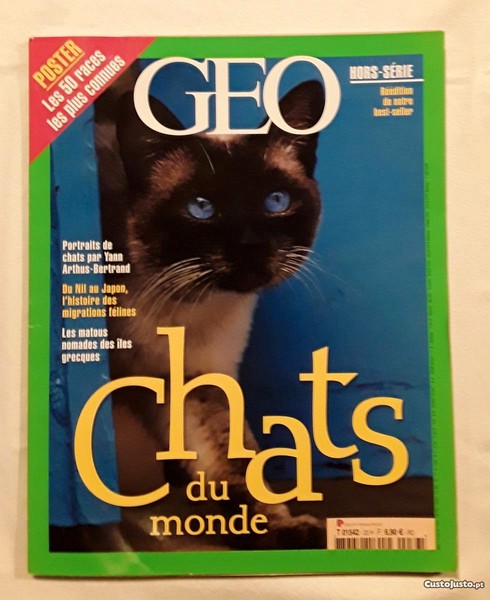 POSTER
Les 50 races
les plus connues
GEO
HORS-SÉRIE
Réédition
de notre
best-seller
Portraits de
chats par Yann
Arthus-Bertrand
Du Nil au Japon,
l'histoire des
migrations félines
Les matous
nomades des îles
grecques
Chats
du
monde
CustoJusto.pt